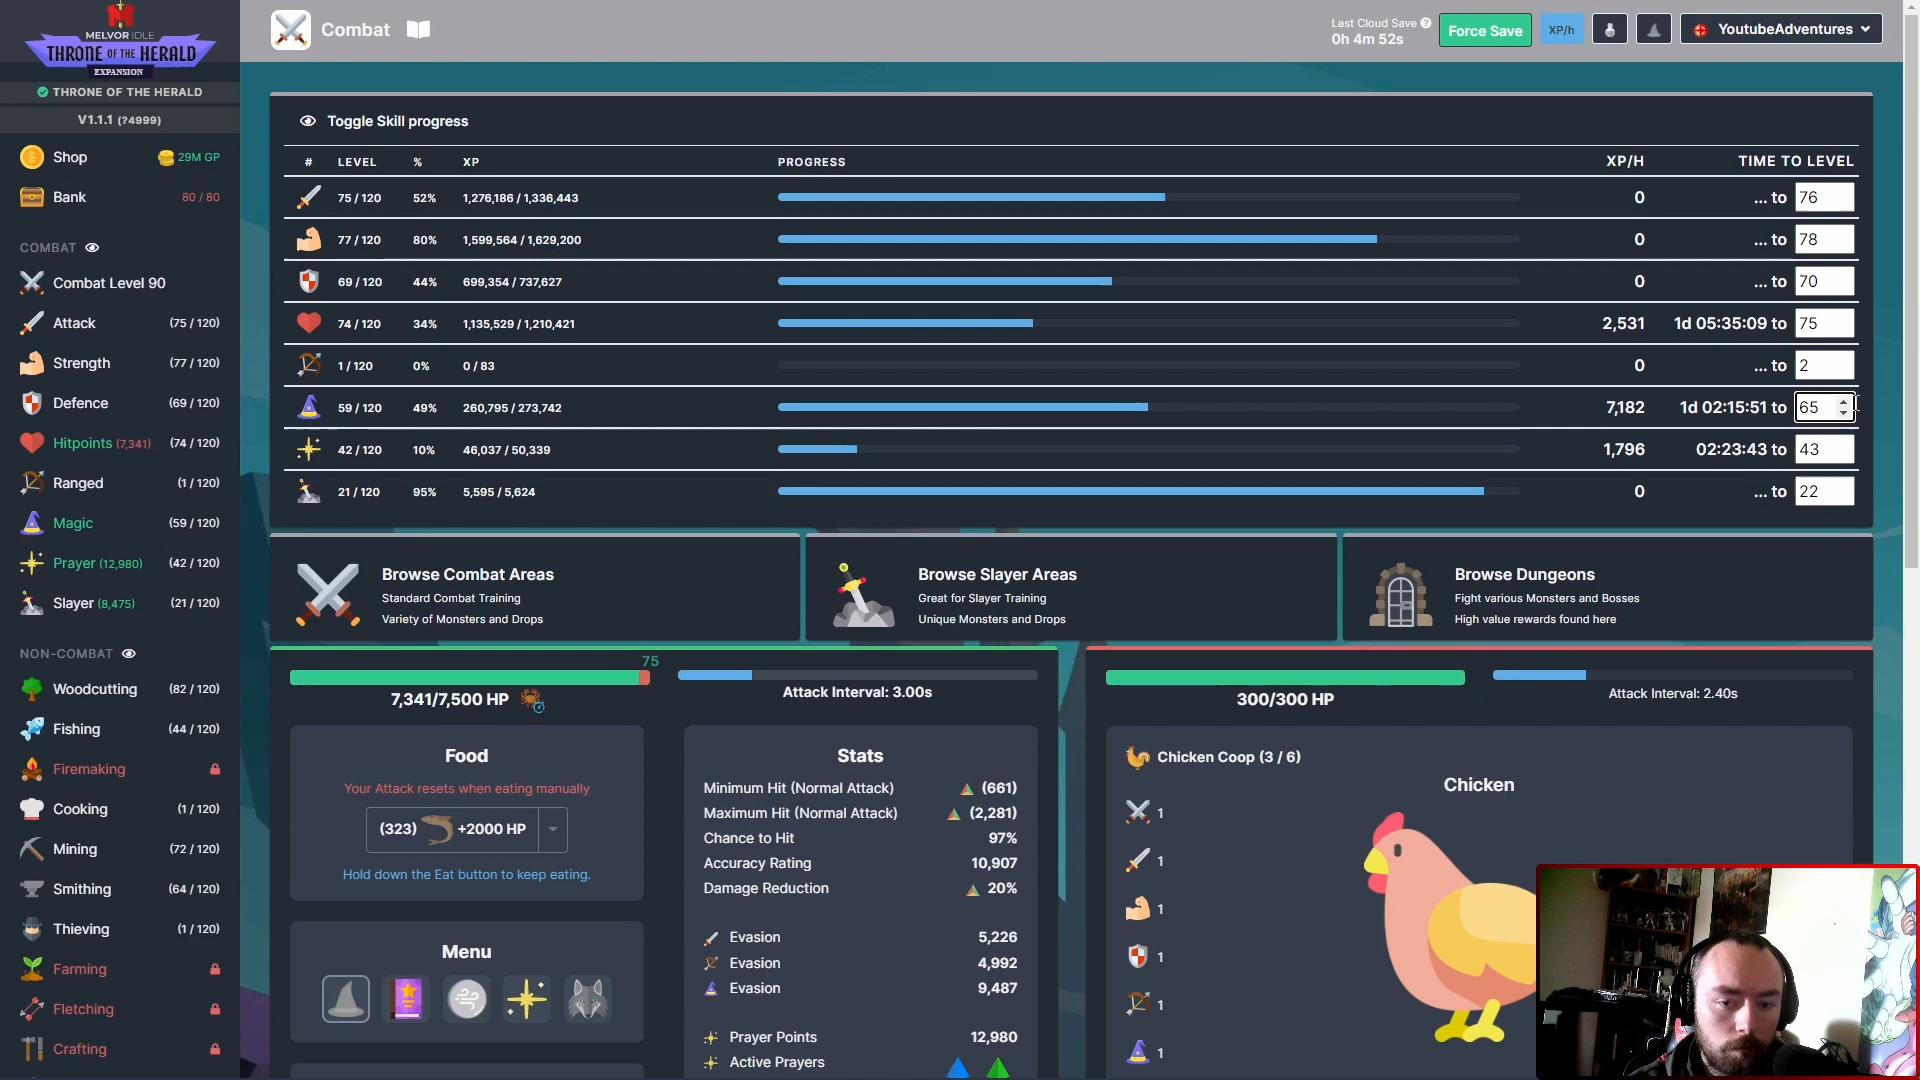 MELVOR IDLE
THRONE OF THE HERALD
EXPANSION
THRONE OF THE HERALD
V1.1.1 (?4999)
Shop 29M GP
Bank 80 / 80
COMBAT
Combat Level 90
Attack (75 / 120)
Strength (77 / 120)
Defence (69 / 120)
Hitpoints (7,341) (74 / 120)
Ranged (1 / 120)
Magic (59 / 120)
Prayer (12,980) (42 / 120)
Slayer (8,475) (21 / 120)
NON-COMBAT
Woodcutting (82 / 120)
Fishing (44 / 120)
Firemaking
Cooking (1 / 120)
Mining (72 / 120)
Smithing (64 / 120)
Thieving (1 / 120)
Farming
Fletching
Crafting
Combat
Last Cloud Save
0h 4m 52s
Force Save
XP/h
YoutubeAdventures
Toggle Skill progress
# LEVEL % XP PROGRESS XP/H TIME TO LEVEL
75 / 120 52% 1,276,186 / 1,336,443 0 ... to 76
77 / 120 80% 1,599,564 / 1,629,200 0 ... to 78
69 / 120 44% 699,354 / 737,627 0 ... to 70
74 / 120 34% 1,135,529 / 1,210,421 2,531 1d 05:35:09 to 75
1 / 120 0% 0 / 83 0 ... to 2
59 / 120 49% 260,795 / 273,742 7,182 1d 02:15:51 to 65
42 / 120 10% 46,037 / 50,339 1,796 02:23:43 to 43
21 / 120 95% 5,595 / 5,624 0 ... to 22
Browse Combat Areas
Standard Combat Training
Variety of Monsters and Drops
Browse Slayer Areas
Great for Slayer Training
Unique Monsters and Drops
Browse Dungeons
Fight various Monsters and Bosses
High value rewards found here
75
7,341/7,500 HP
Attack Interval: 3.00s
Food
Your Attack resets when eating manually
(323) +2000 HP
Hold down the Eat button to keep eating.
Menu
Stats
Minimum Hit (Normal Attack) (661)
Maximum Hit (Normal Attack) (2,281)
Chance to Hit 97%
Accuracy Rating 10,907
Damage Reduction 20%
Evasion 5,226
Evasion 4,992
Evasion 9,487
Prayer Points 12,980
Active Prayers
300/300 HP
Attack Interval: 2.40s
Chicken Coop (3 / 6)
Chicken
1
1
1
1
1
1